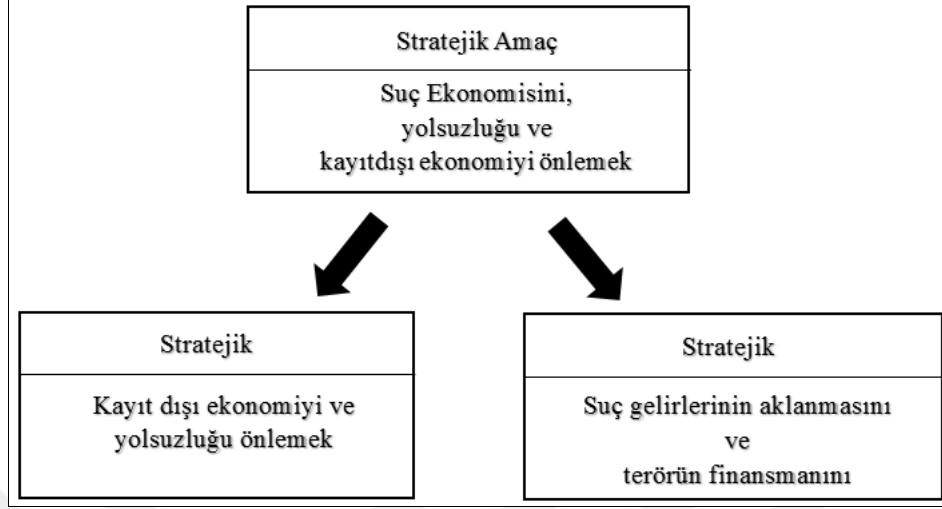 Stratejik Amaç
Suç Ekonomisini,
yolsuzluğu ve
kayıtdışı ekonomiyi önlemek
Stratejik
Kayıt dışı ekonomiyi ve
yolsuzluğu önlemek
Stratejik
Suç gelirlerinin aklanmasını
ve
terörün finansmanını